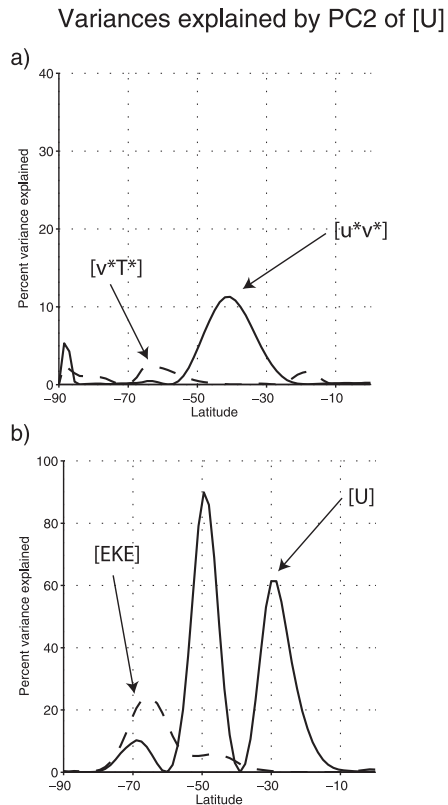 Variances explained by PC2 of [U]
a)
Percent variance explained
40
30
20
10
0
[v*T*]
[u*v*]
-90
-70
-50
-30
-10
Latitude
b)
Percent variance explained
100
80
60
40
20
0
[EKE]
[U]
-90
-70
-50
-30
-10
Latitude